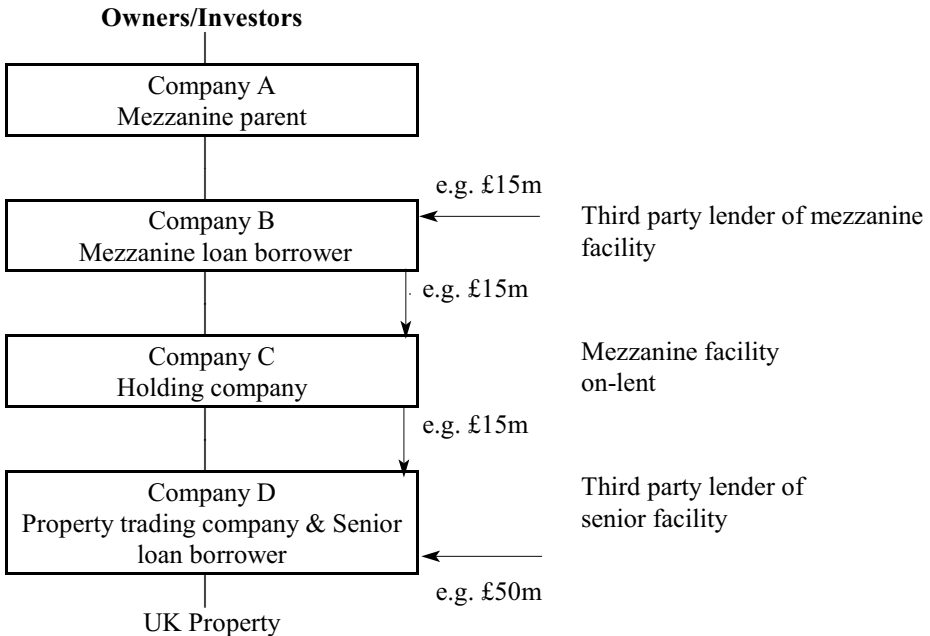 Owners/Investors
Company A
Mezzanine parent
e.g. £15m
Company B
Mezzanine loan borrower
Third party lender of mezzanine
facility
e.g. £15m
Company C
Holding company
Mezzanine facility
on-lent
e.g. £15m
Company D
Property trading company & Senior
loan borrower
Third party lender of
senior facility
e.g. £50m
UK Property